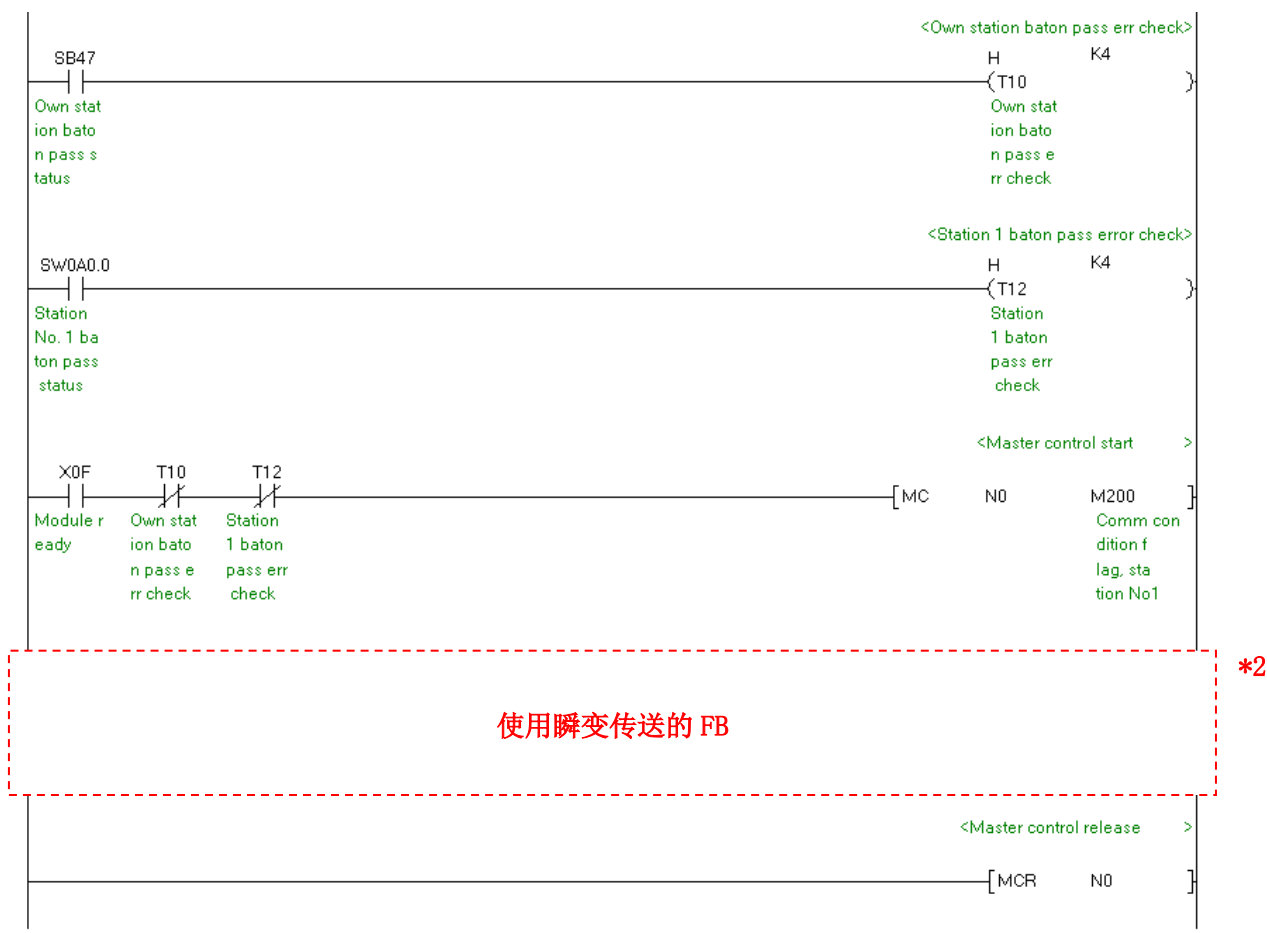 <Own station baton pass err check>
SB47
H K4
(T10 )
Own stat
ion bato
n pass s
tatus
Own stat
ion bato
n pass e
rr check
<Station 1 baton pass error check>
SW0A0.0
H K4
(T12 )
Station
No. 1 ba
ton pass
status
Station
1 baton
pass err
check
<Master control start >
X0F T10 T12
[MC N0 M200 ]
Module r
eady
Own stat
ion bato
n pass e
rr check
Station
1 baton
pass err
check
Comm con
dition f
lag, sta
tion No1
*2
使用瞬变传送的 FB
<Master control release >
[MCR N0 ]